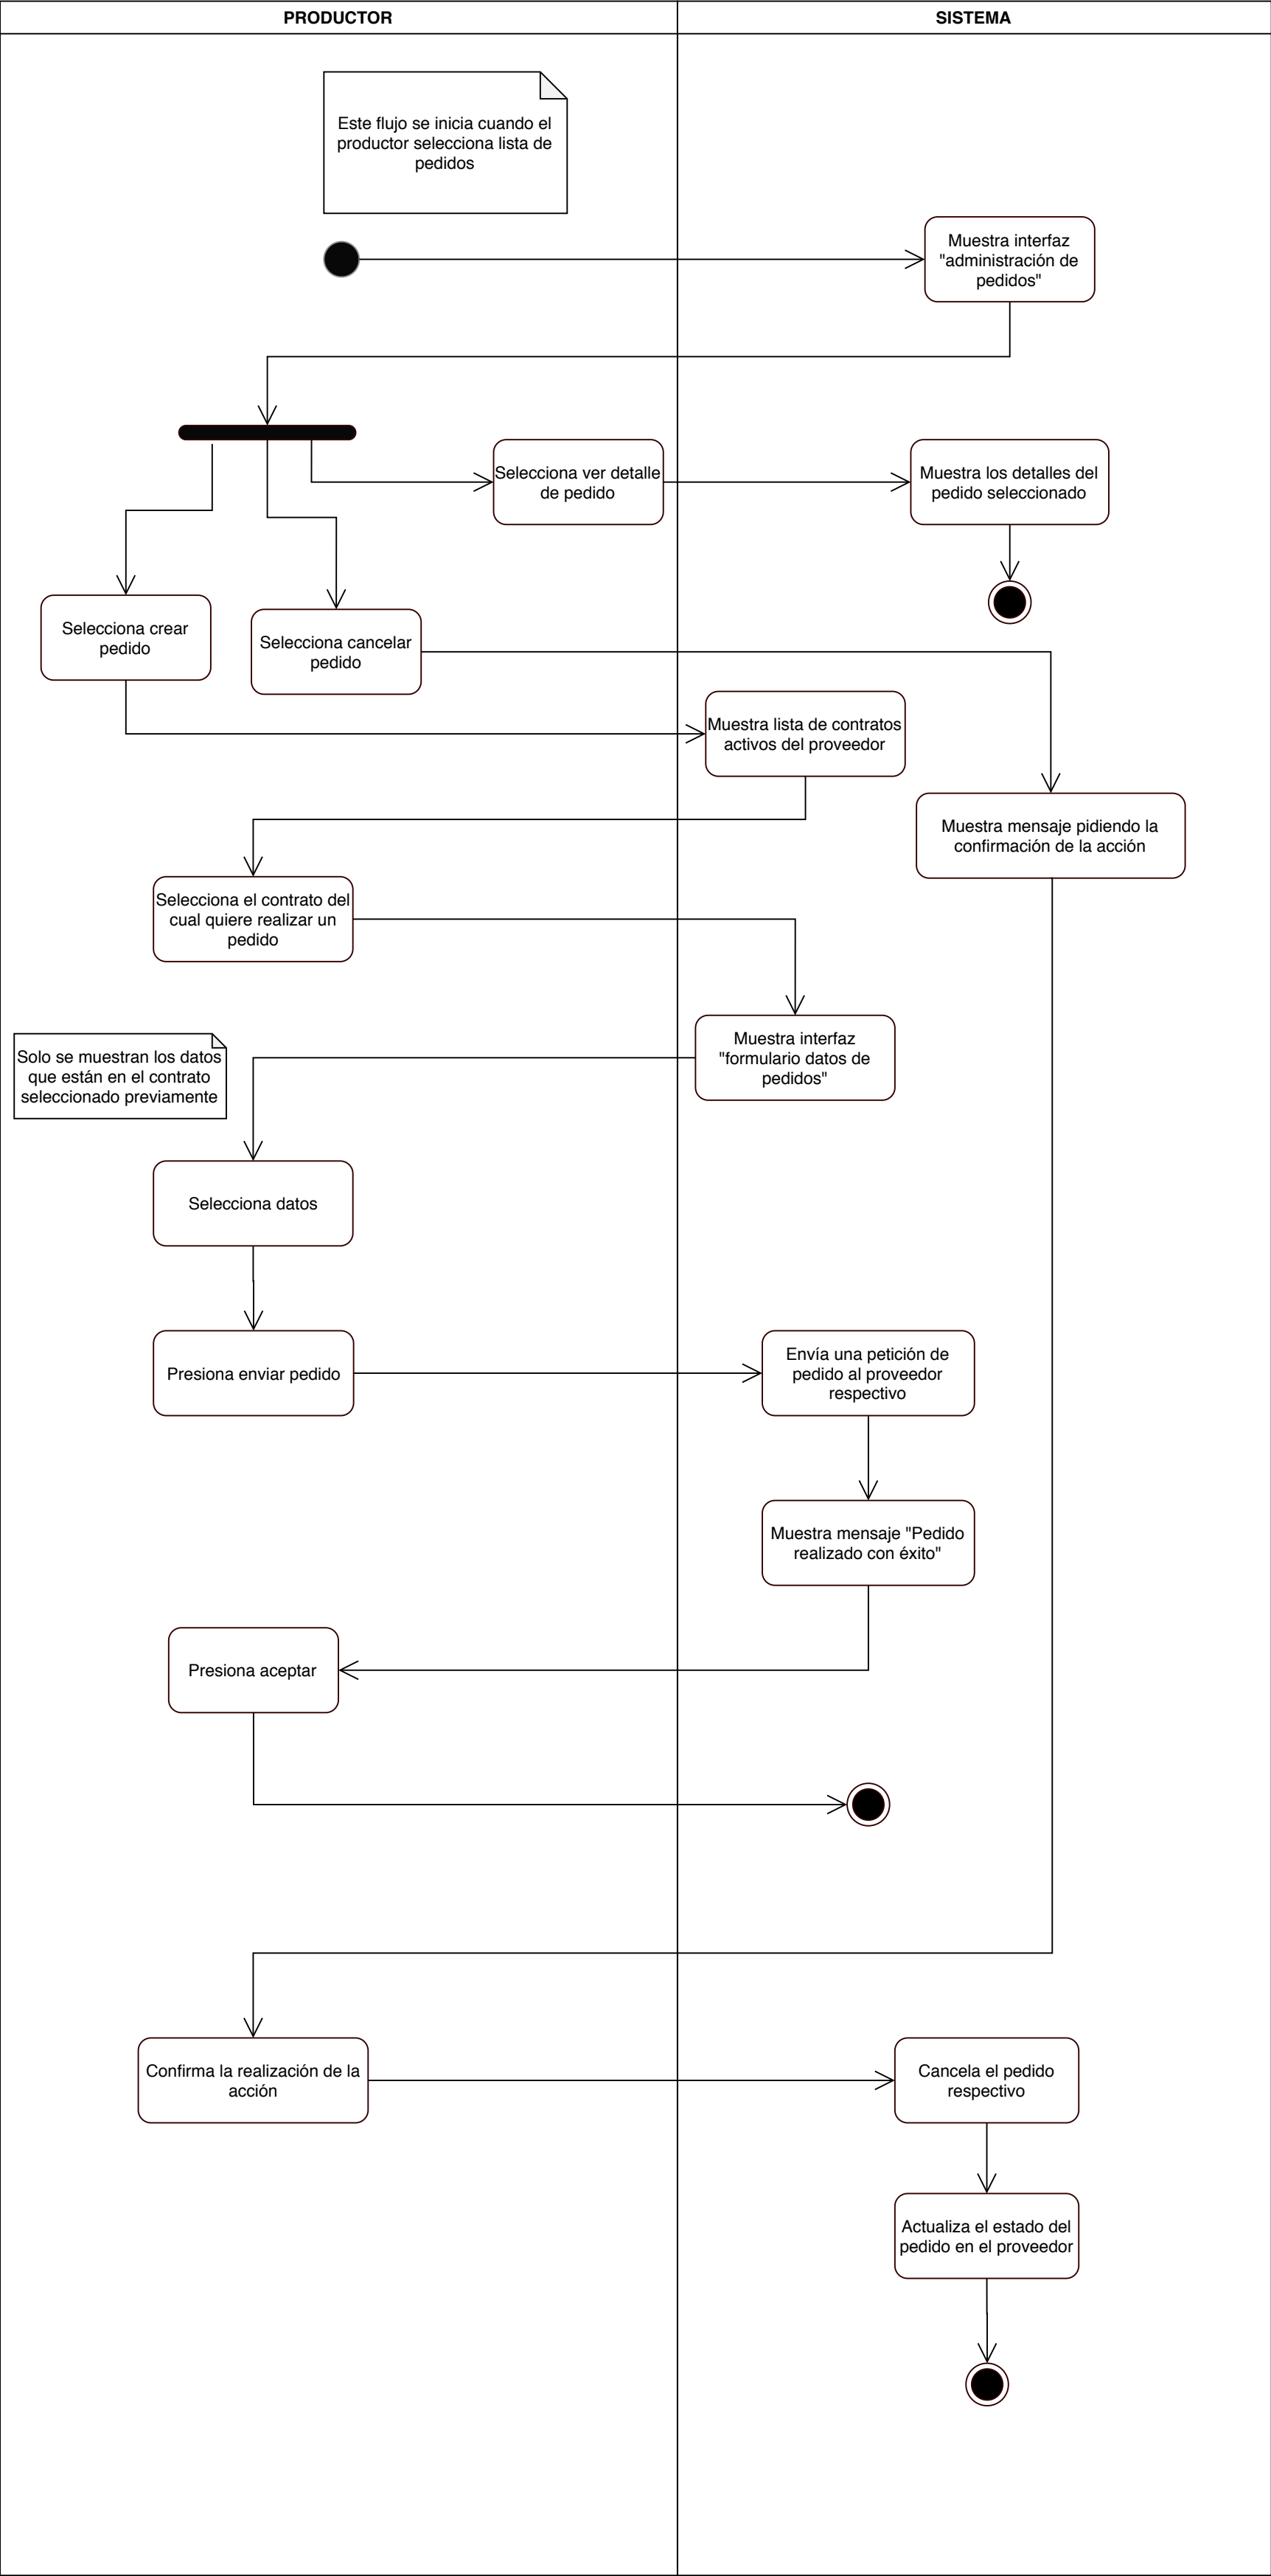 PRODUCTOR
SISTEMA
Este flujo se inicia cuando el
productor selecciona lista de
pedidos
Muestra interfaz
"administración de
pedidos"
Selecciona ver detalle
de pedido
Muestra los detalles del
pedido seleccionado
Selecciona crear
pedido
Selecciona cancelar
pedido
Muestra lista de contratos
activos del proveedor
Muestra mensaje pidiendo la
confirmación de la acción
Selecciona el contrato del
cual quiere realizar un
pedido
Muestra interfaz
"formulario datos de
pedidos"
Solo se muestran los datos
que están en el contrato
seleccionado previamente
Selecciona datos
Presiona enviar pedido
Envía una petición de
pedido al proveedor
respectivo
Muestra mensaje "Pedido
realizado con éxito"
Presiona aceptar
Confirma la realización de la
acción
Cancela el pedido
respectivo
Actualiza el estado del
pedido en el proveedor